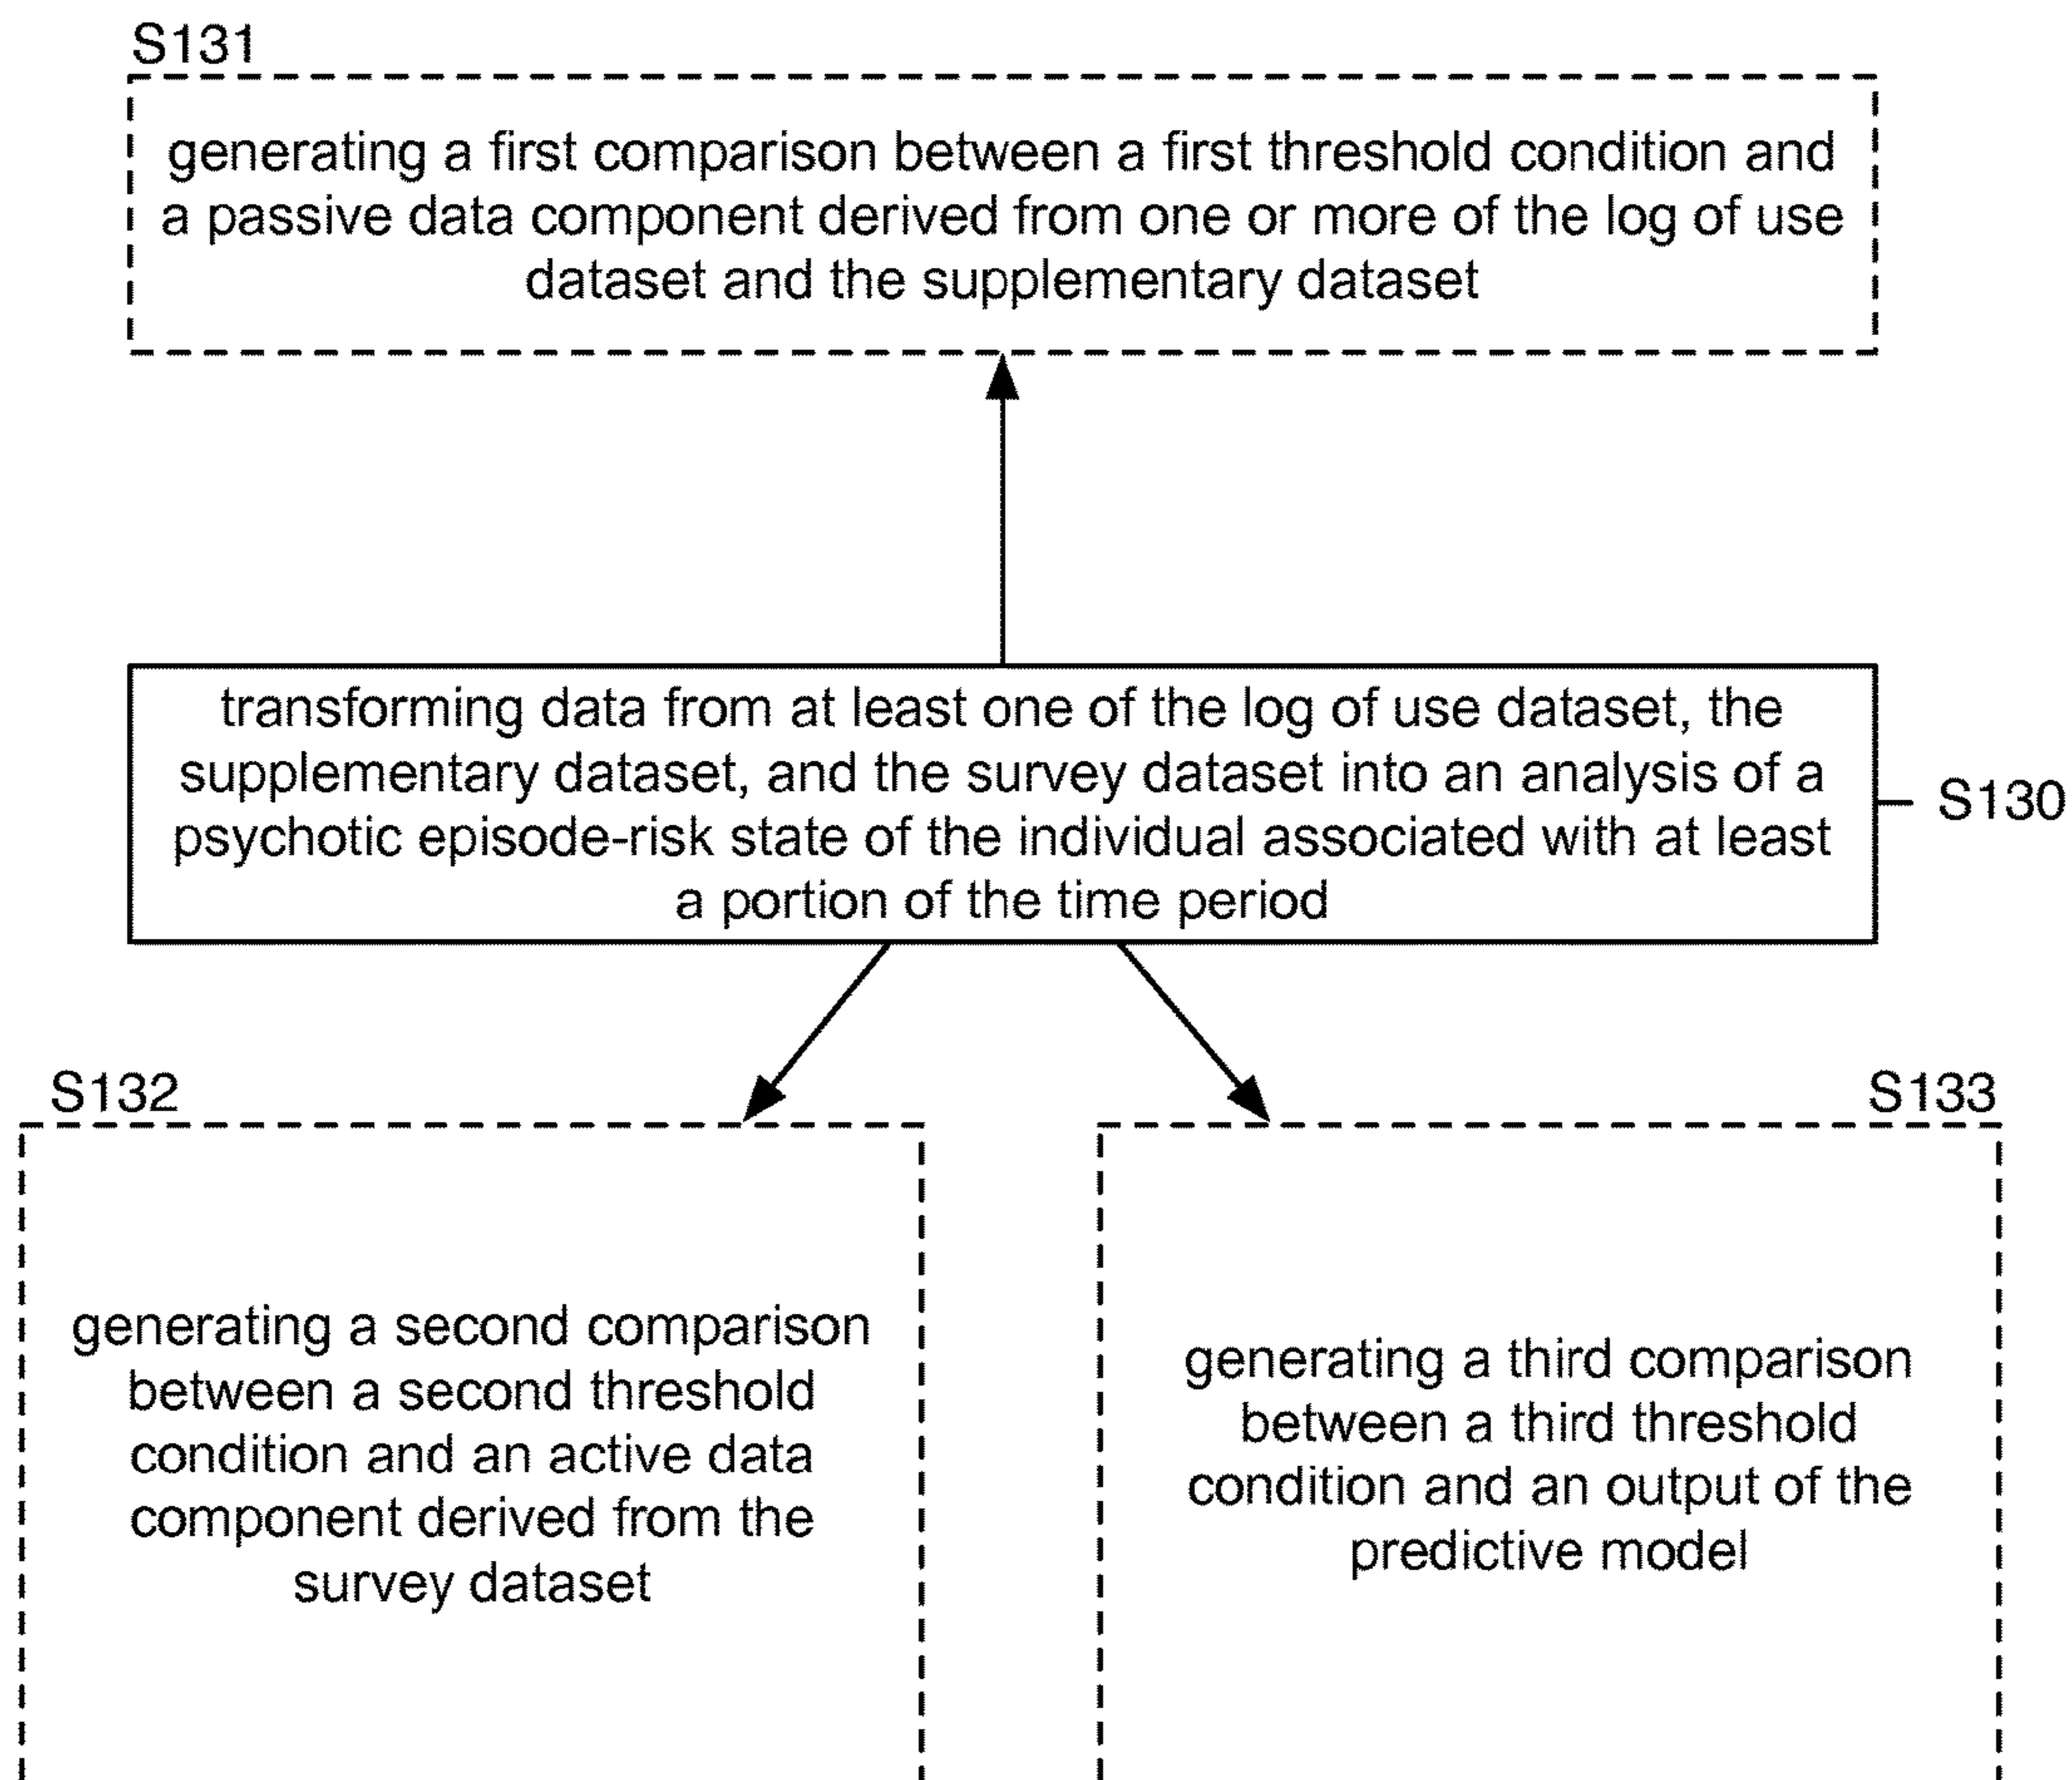 S131
generating a first comparison between a first threshold condition and
a passive data component derived from one or more of the log of use
dataset and the supplementary dataset
transforming data from at least one of the log of use dataset, the
supplementary dataset, and the survey dataset into an analysis of a
psychotic episode-risk state of the individual associated with at least
a portion of the time period
S130
S132
generating a second comparison
between a second threshold
condition and an active data
component derived from the
survey dataset
S133
generating a third comparison
between a third threshold
condition and an output of the
predictive model